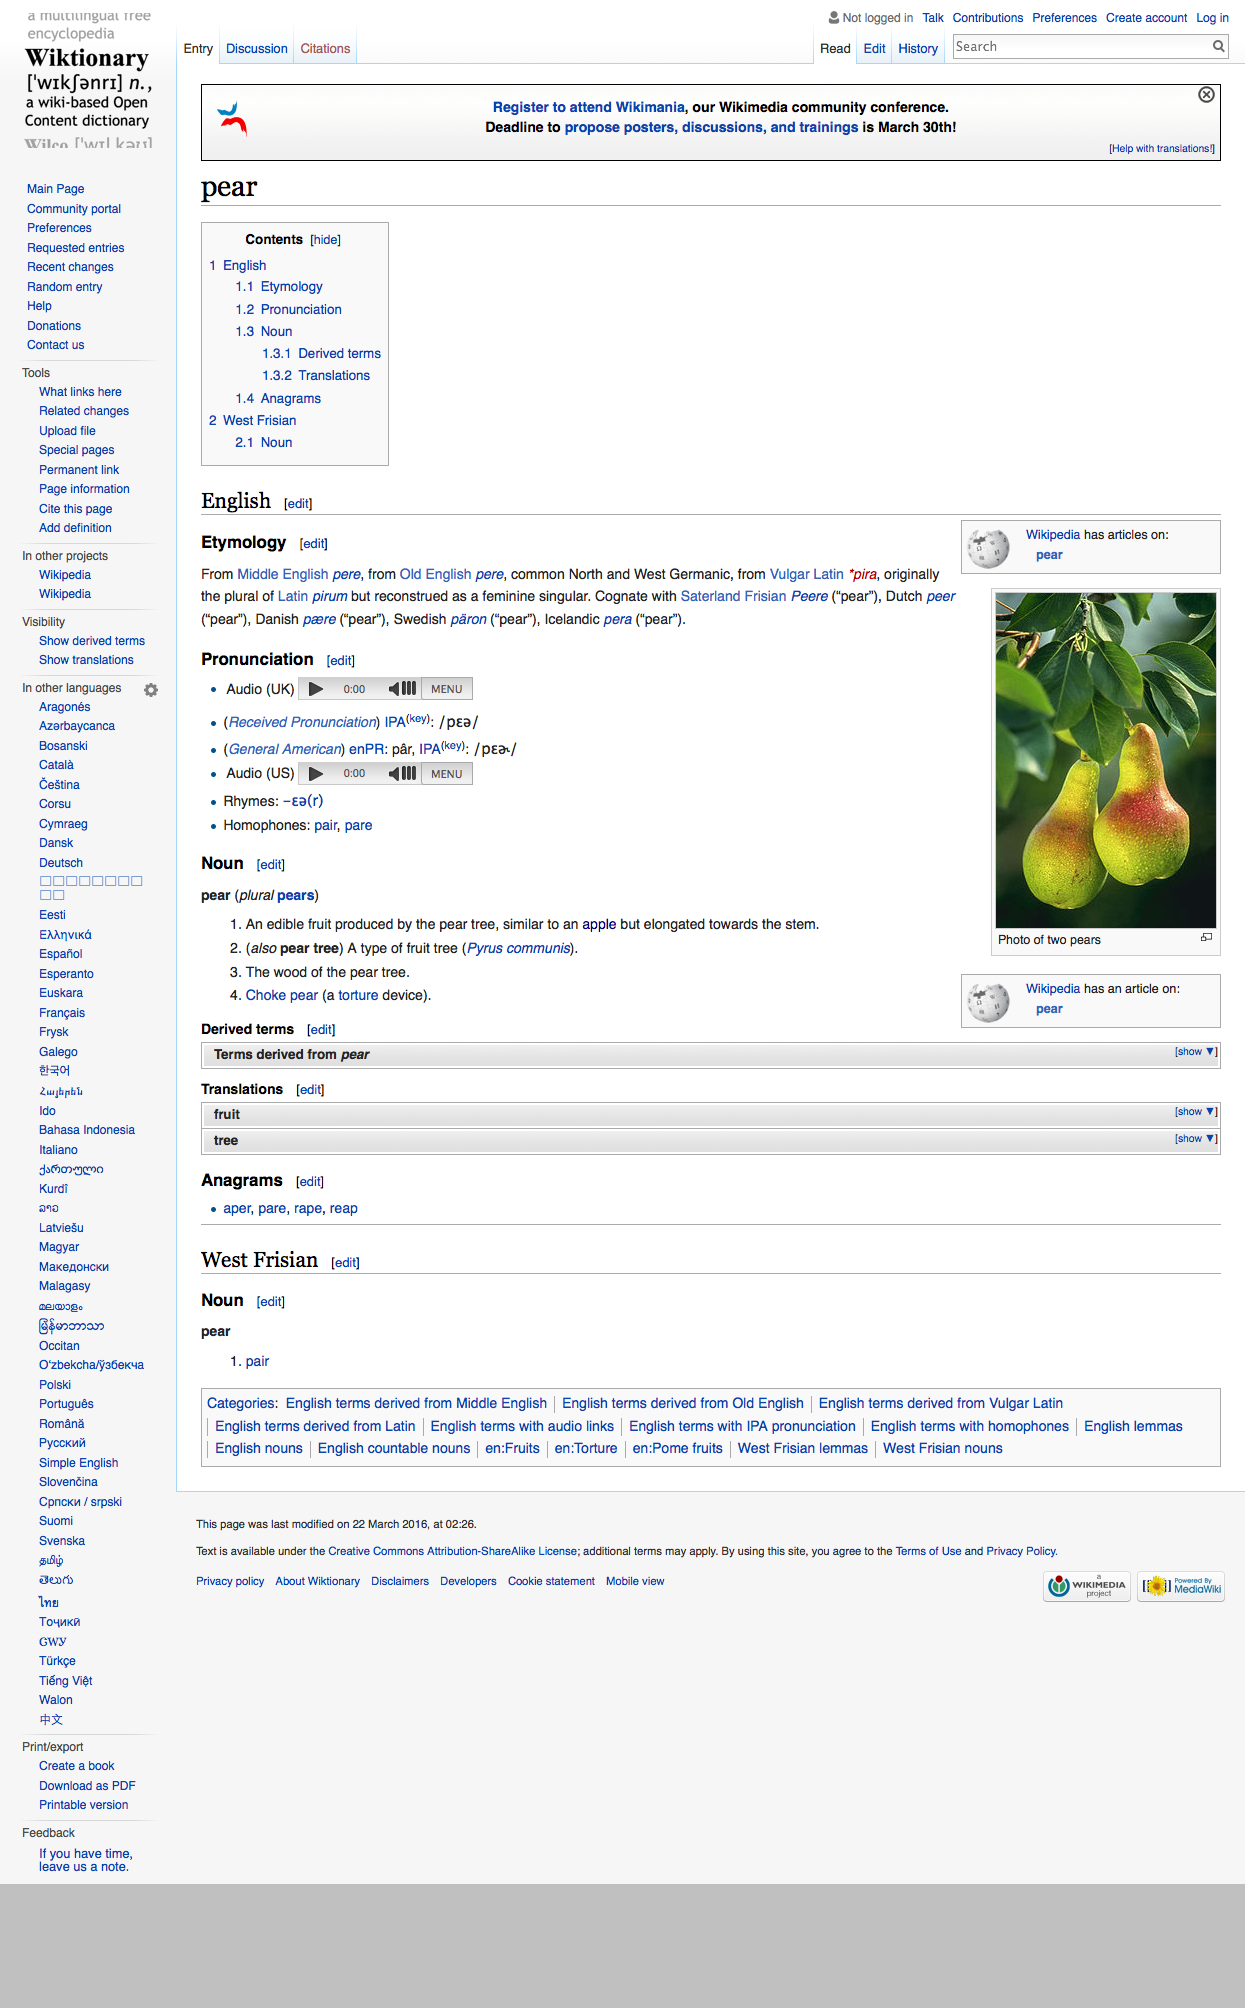 a multilingual free
encyclopedia
Wiktionary
[ˈwɪkʃənrɪ] n.,
a wiki-based Open
Content dictionary
Wilco [ˈwɪl kəʊ]
Not logged in Talk Contributions Preferences Create account Log in
Entry Discussion Citations Read Edit History Search
Register to attend Wikimania, our Wikimedia community conference.
Deadline to propose posters, discussions, and trainings is March 30th!
[Help with translations!]
Main Page
Community portal
Preferences
Requested entries
Recent changes
Random entry
Help
Donations
Contact us
Tools
What links here
Related changes
Upload file
Special pages
Permanent link
Page information
Cite this page
Add definition
In other projects
Wikipedia
Wikipedia
Visibility
Show derived terms
Show translations
In other languages
Aragonés
Azərbaycanca
Bosanski
Català
Čeština
Corsu
Cymraeg
Dansk
Deutsch
Eesti
Ελληνικά
Español
Esperanto
Euskara
Français
Frysk
Galego
한국어
Հայերեն
Ido
Bahasa Indonesia
Italiano
ქართული
Kurdî
ລາວ
Latviešu
Magyar
Македонски
Malagasy
മലയാളം
မြန်မာဘာသာ
Occitan
Oʻzbekcha/ўзбекча
Polski
Português
Română
Русский
Simple English
Slovenčina
Српски / srpski
Suomi
Svenska
தமிழ்
తెలుగు
ไทย
Тоҷикӣ
ᏣᎳᎩ
Türkçe
Tiếng Việt
Walon
中文
Print/export
Create a book
Download as PDF
Printable version
Feedback
If you have time,
leave us a note.
pear
Contents [hide]
1 English
1.1 Etymology
1.2 Pronunciation
1.3 Noun
1.3.1 Derived terms
1.3.2 Translations
1.4 Anagrams
2 West Frisian
2.1 Noun
English [edit]
Wikipedia has articles on:
pear
Etymology [edit]
From Middle English pere, from Old English pere, common North and West Germanic, from Vulgar Latin *pira, originally
the plural of Latin pirum but reconstrued as a feminine singular. Cognate with Saterland Frisian Peere (“pear”), Dutch peer
(“pear”), Danish pære (“pear”), Swedish päron (“pear”), Icelandic pera (“pear”).
Pronunciation [edit]
Audio (UK) 0:00 MENU
(Received Pronunciation) IPA(key): /pɛə/
(General American) enPR: pâr, IPA(key): /pɛɚ/
Audio (US) 0:00 MENU
Rhymes: -ɛə(r)
Homophones: pair, pare
Photo of two pears
Noun [edit]
pear (plural pears)
1. An edible fruit produced by the pear tree, similar to an apple but elongated towards the stem.
2. (also pear tree) A type of fruit tree (Pyrus communis).
3. The wood of the pear tree.
4. Choke pear (a torture device).
Wikipedia has an article on:
pear
Derived terms [edit]
Terms derived from pear [show ▼]
Translations [edit]
fruit [show ▼]
tree [show ▼]
Anagrams [edit]
aper, pare, rape, reap
West Frisian [edit]
Noun [edit]
pear
1. pair
Categories: English terms derived from Middle English English terms derived from Old English English terms derived from Vulgar Latin
English terms derived from Latin English terms with audio links English terms with IPA pronunciation English terms with homophones English lemmas
English nouns English countable nouns en:Fruits en:Torture en:Pome fruits West Frisian lemmas West Frisian nouns
This page was last modified on 22 March 2016, at 02:26.
Text is available under the Creative Commons Attribution-ShareAlike License; additional terms may apply. By using this site, you agree to the Terms of Use and Privacy Policy.
Privacy policy About Wiktionary Disclaimers Developers Cookie statement Mobile view
a
WIKIMEDIA
project
Powered By
MediaWiki